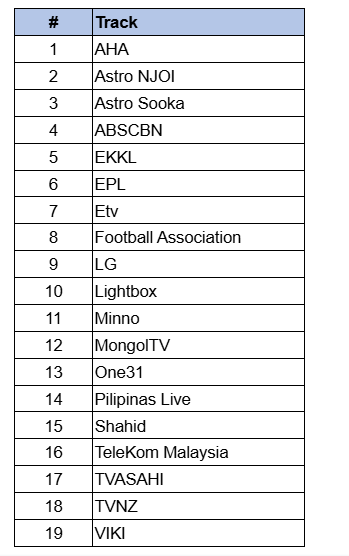 # Track
1 AHA
2 Astro NJOI
3 Astro Sooka
4 ABSCBN
5 EKKL
6 EPL
7 Etv
8 Football Association
9 LG
10 Lightbox
11 Minno
12 MongolTV
13 One31
14 Pilipinas Live
15 Shahid
16 TeleKom Malaysia
17 TVASAHI
18 TVNZ
19 VIKI